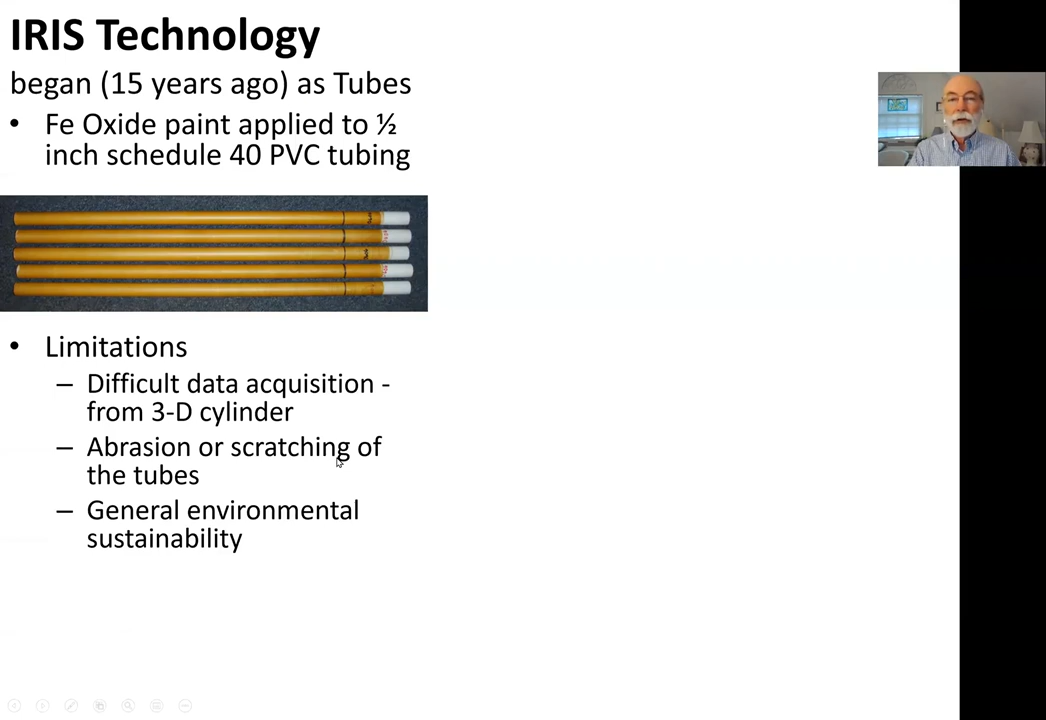 IRIS Technology
began (15 years ago) as Tubes
• Fe Oxide paint applied to ½
inch schedule 40 PVC tubing
• Limitations
– Difficult data acquisition -
from 3-D cylinder
– Abrasion or scratching of
the tubes
– General environmental
sustainability